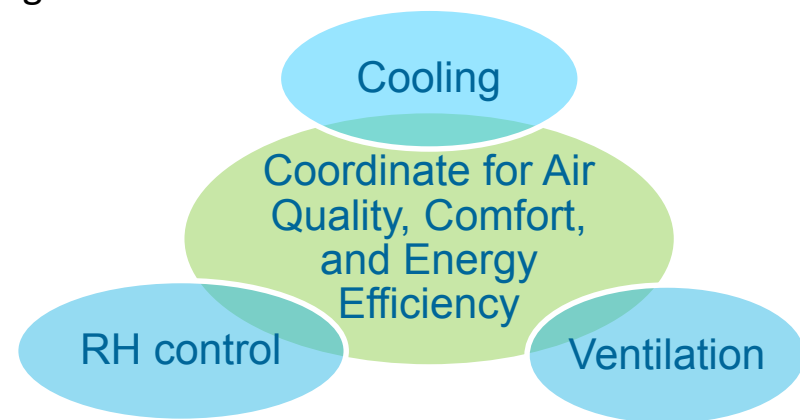 Cooling
Coordinate for Air
Quality, Comfort,
and Energy
Efficiency
RH control
Ventilation